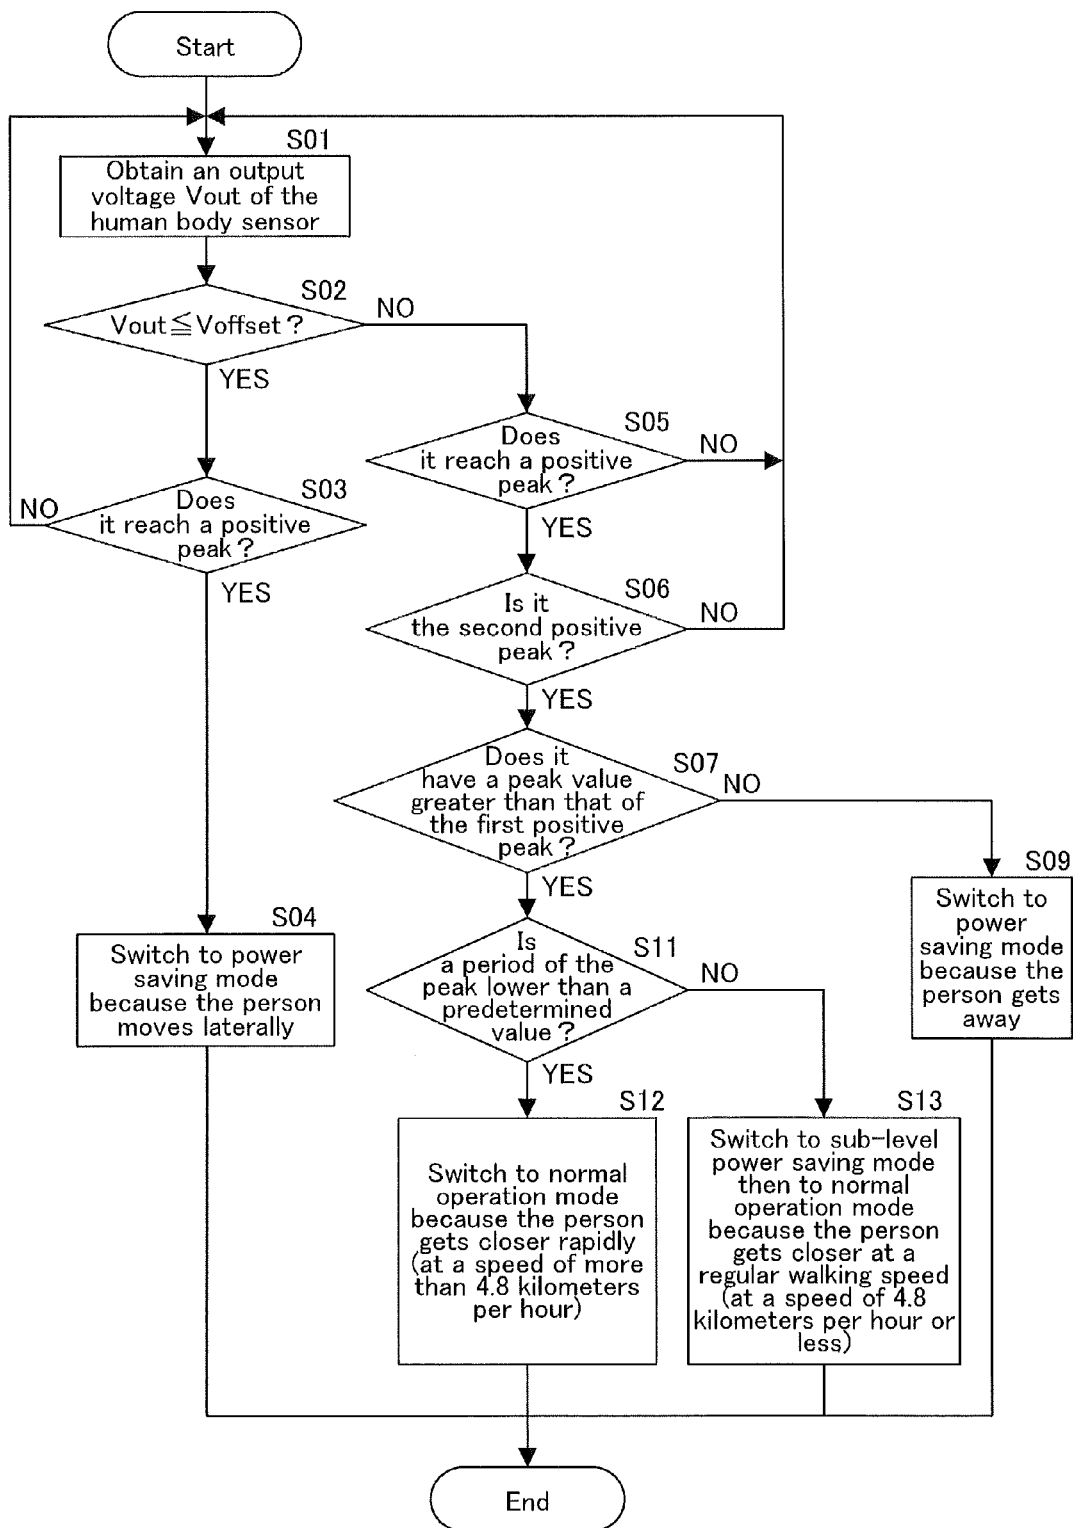 Start
S01
Obtain an output
voltage Vout of the
human body sensor
S02
Vout≦Voffset?
NO
YES
S05
Does
it reach a positive
peak?
NO
YES
S03
Does
it reach a positive
peak?
NO
YES
S06
Is it
the second positive
peak?
NO
YES
S07
Does it
have a peak value
greater than that of
the first positive
peak?
NO
YES
S09
Switch to
power
saving mode
because the
person gets
away
S04
Switch to power
saving mode
because the person
moves laterally
S11
Is
a period of the
peak lower than a
predetermined
value?
NO
YES
S12
Switch to normal
operation mode
because the person
gets closer rapidly
(at a speed of more
than 4.8 kilometers
per hour)
S13
Switch to sub-level
power saving mode
then to normal
operation mode
because the person
gets closer at a
regular walking speed
(at a speed of 4.8
kilometers per hour or
less)
End